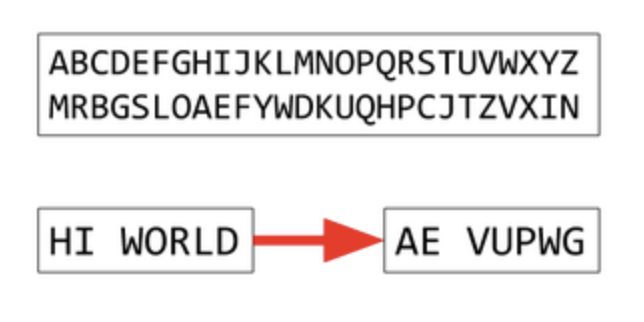 ABCDEFGHIJKLMNOPQRSTUVWXYZ
MRBGSLOAEFYWDKUQHPCJTZVXIN
HI WORLD AE VUPWG